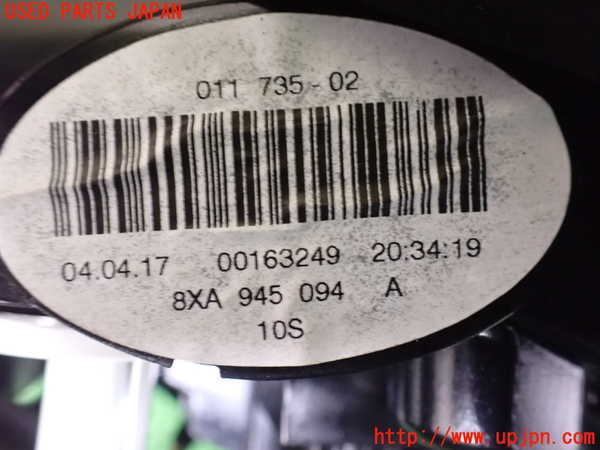 USED PARTS JAPAN
011 735-02
04.04.17 00163249 20:34:19
8XA 945 094 A
10S
http://www.upjpn.com